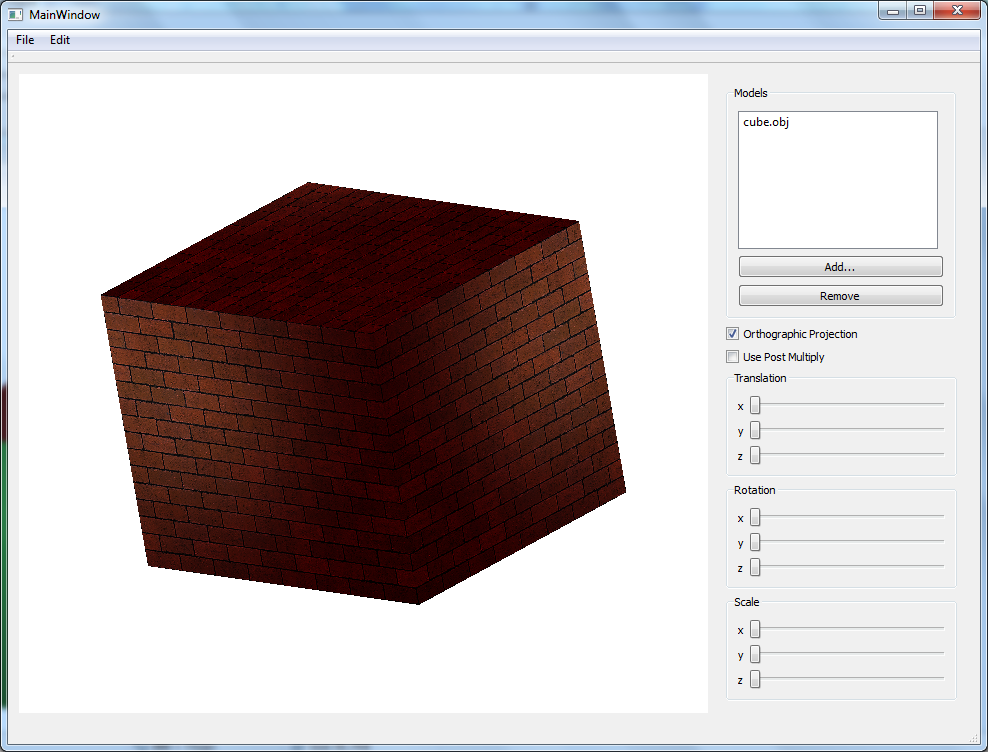 MainWindow
File Edit
Models
cube.obj
Add...
Remove
Orthographic Projection
Use Post Multiply
Translation
x
y
z
Rotation
x
y
z
Scale
x
y
z